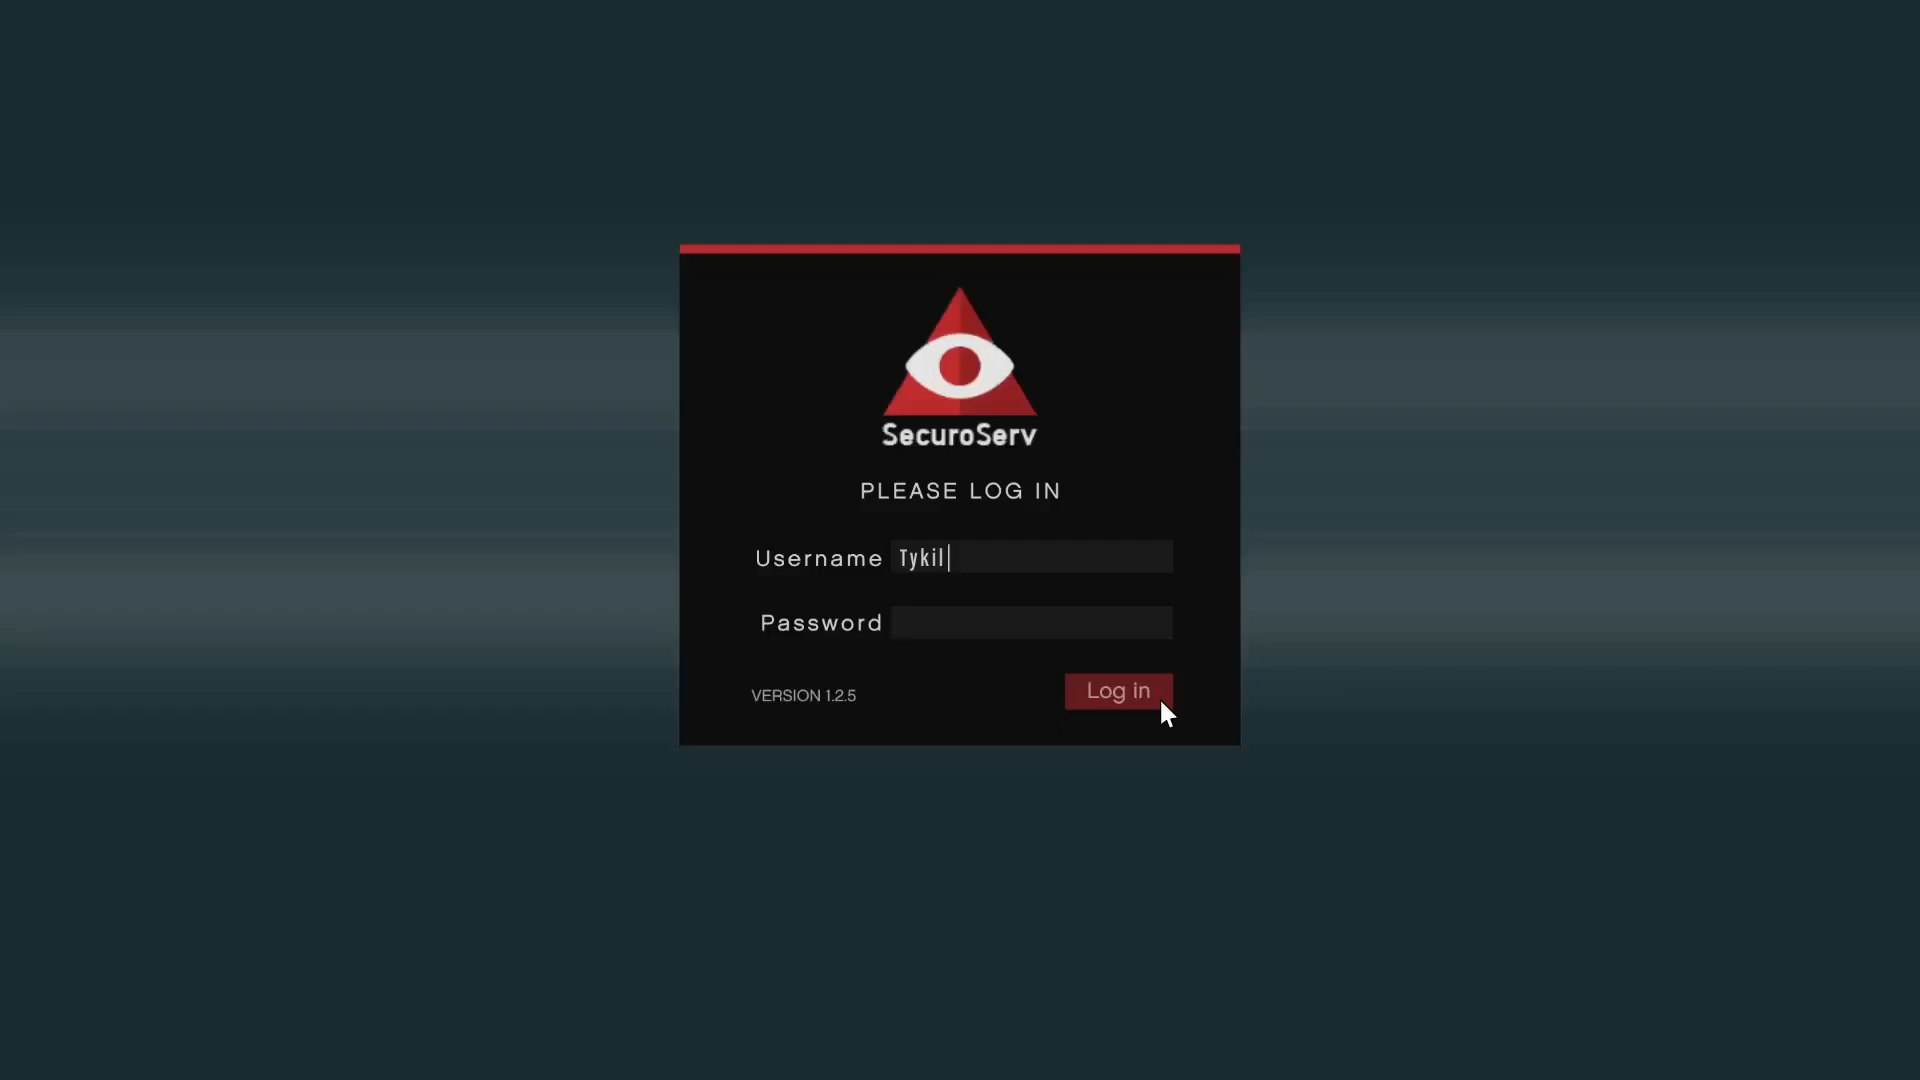 SecuroServ
PLEASE LOG IN
Username Tykil
Password
VERSION 1.2.5 Log in